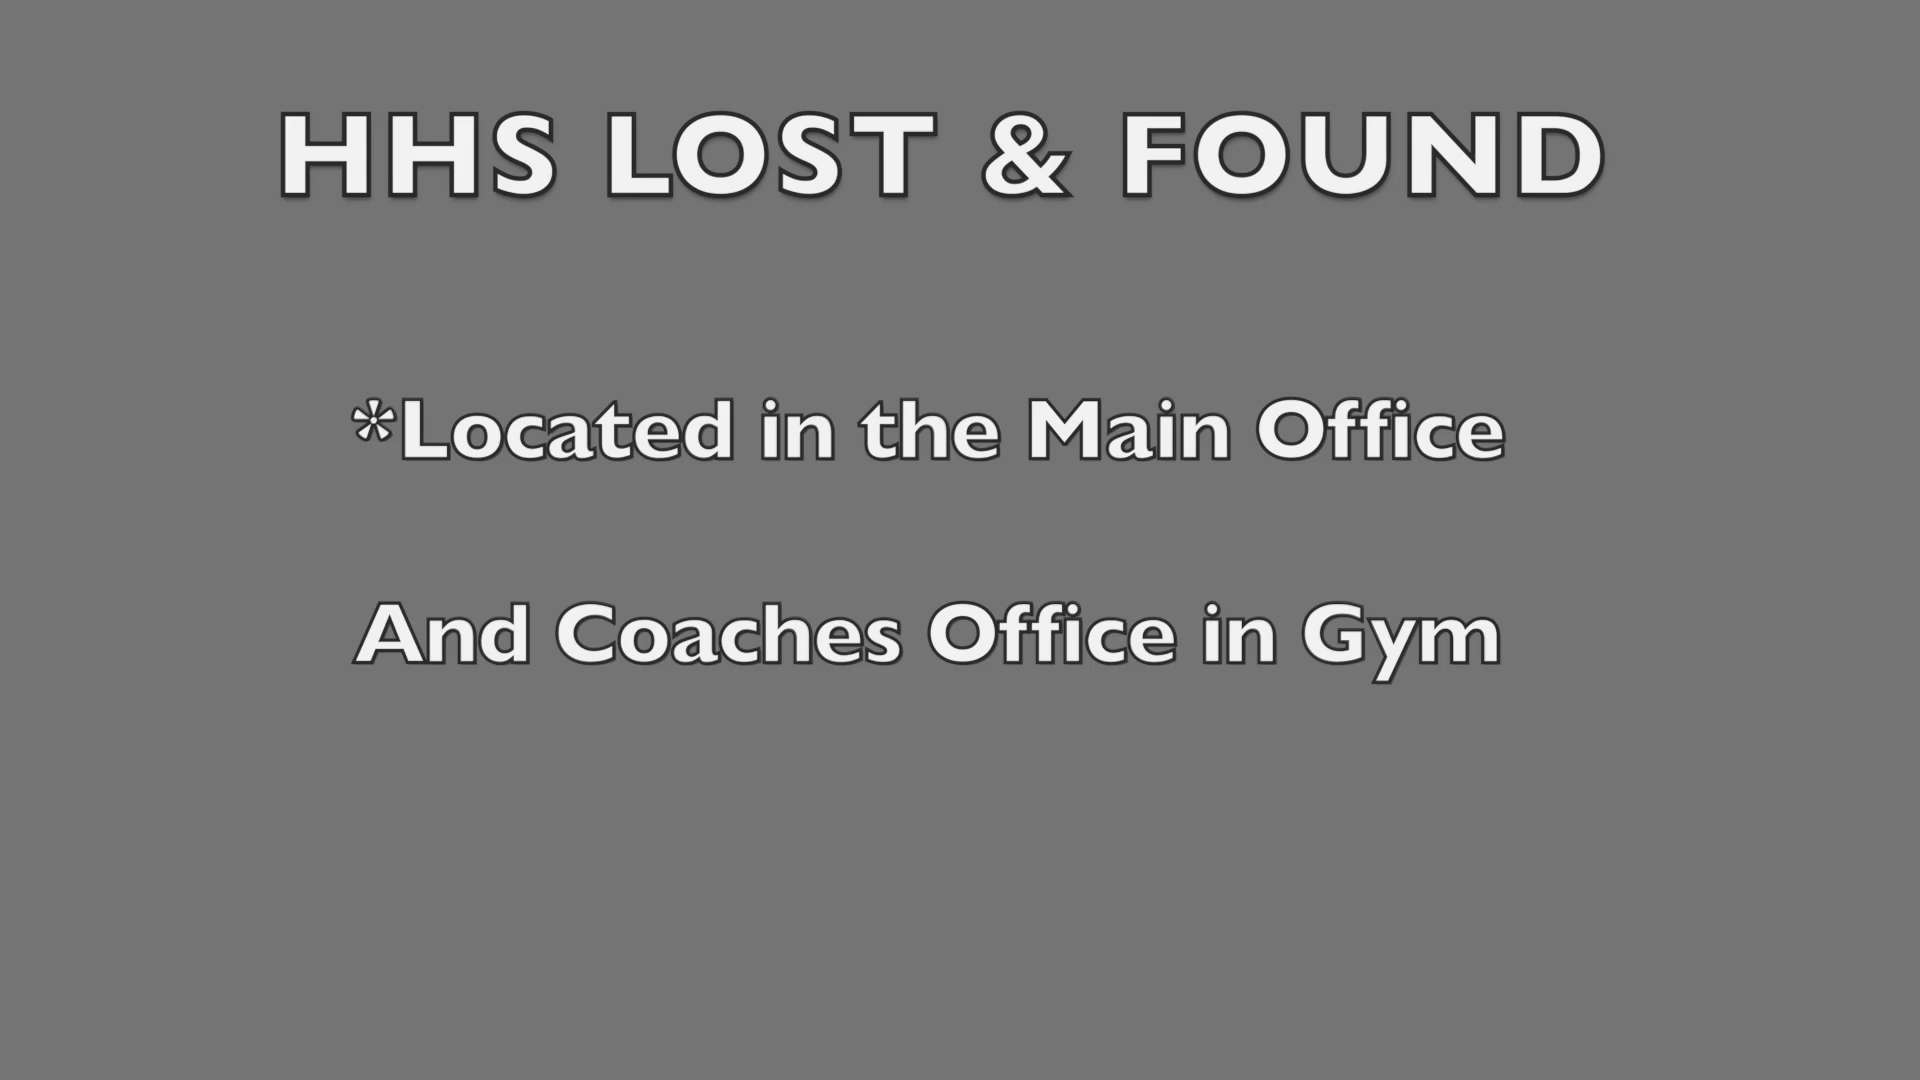 HHS LOST & FOUND
*Located in the Main Office
And Coaches Office in Gym